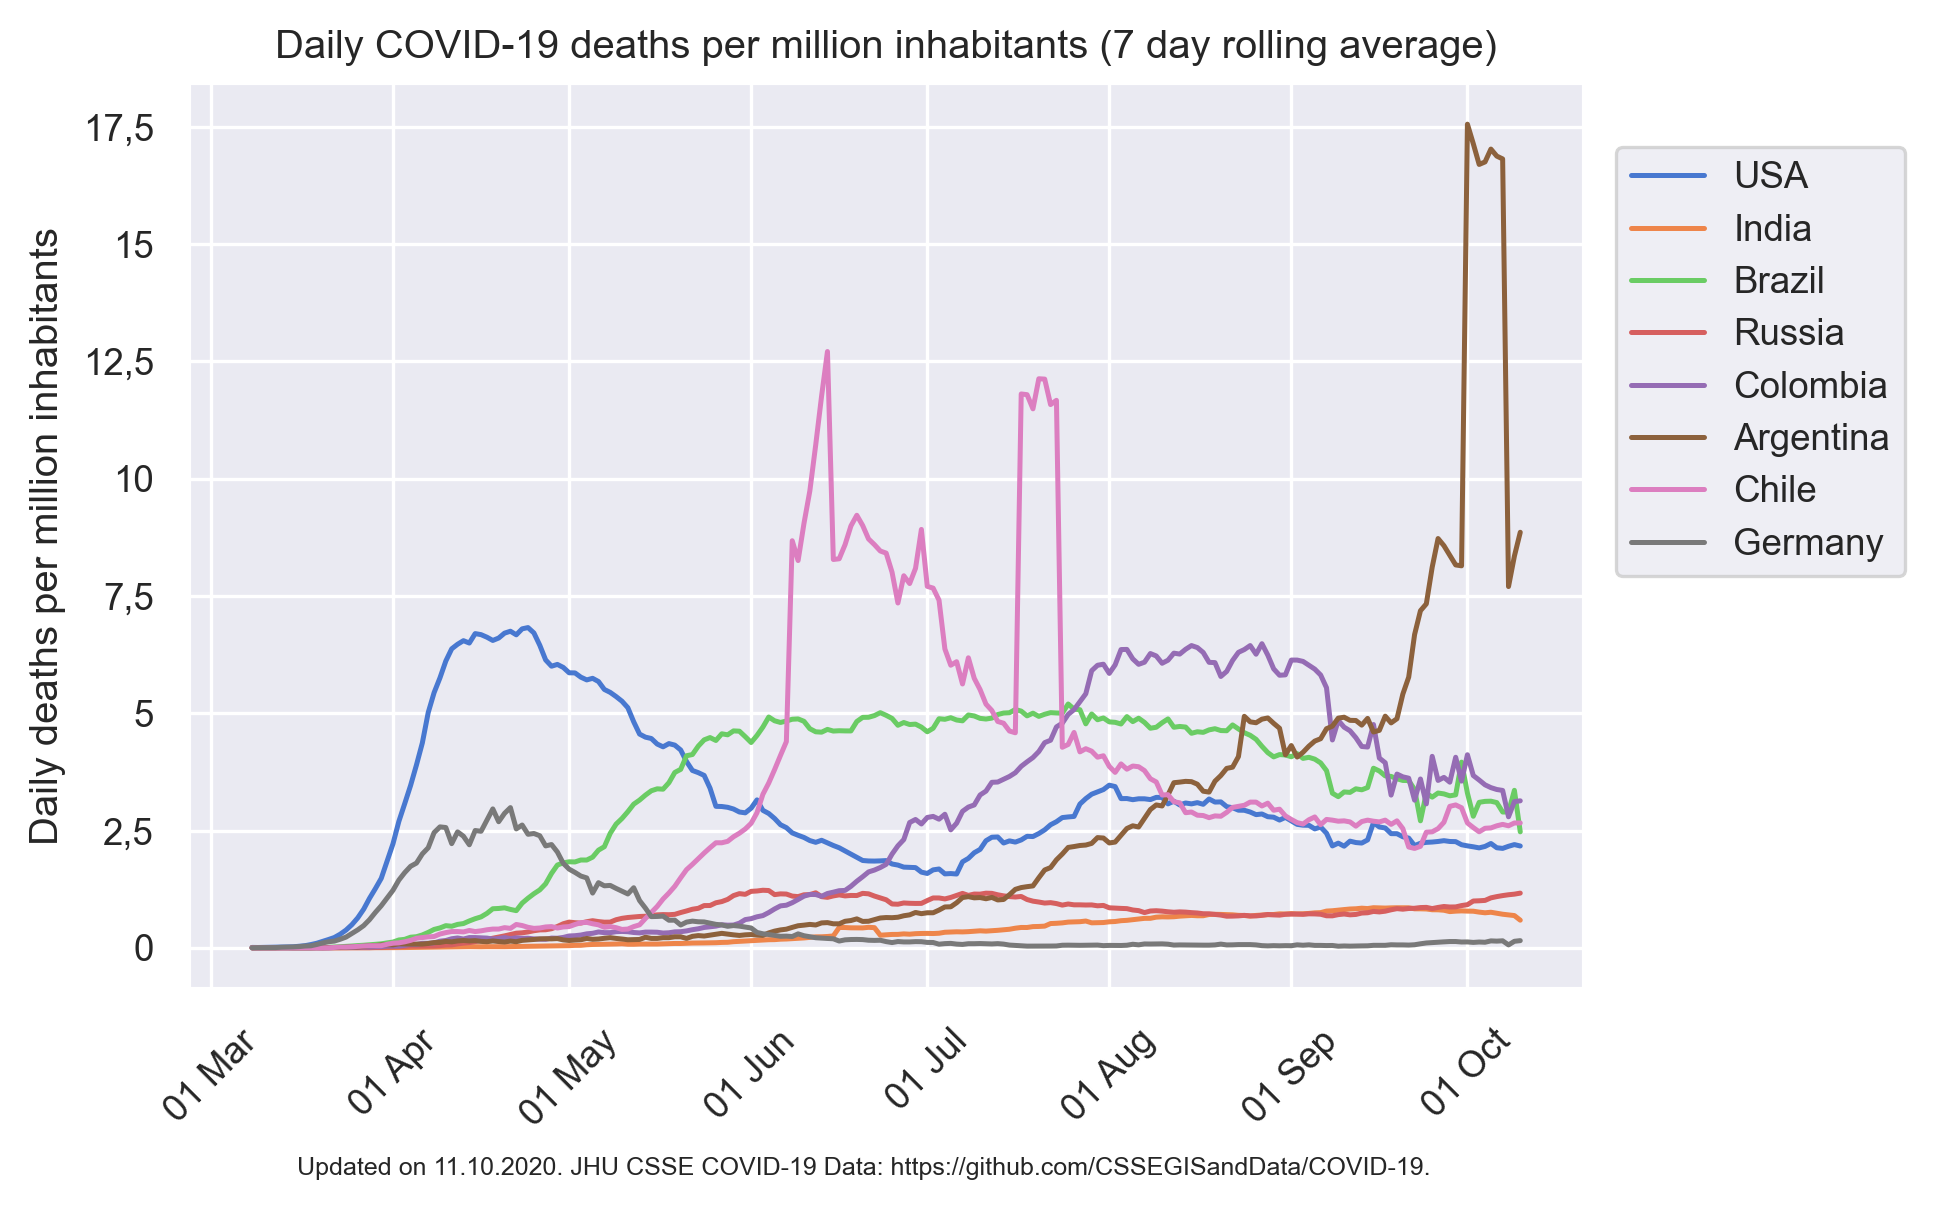 Daily COVID-19 deaths per million inhabitants (7 day rolling average)
Daily deaths per million inhabitants
17,5
15
12,5
10
7,5
5
2,5
0
01 Mar
01 Apr
01 May
01 Jun
01 Jul
01 Aug
01 Sep
01 Oct
USA
India
Brazil
Russia
Colombia
Argentina
Chile
Germany
Updated on 11.10.2020. JHU CSSE COVID-19 Data: https://github.com/CSSEGISandData/COVID-19.